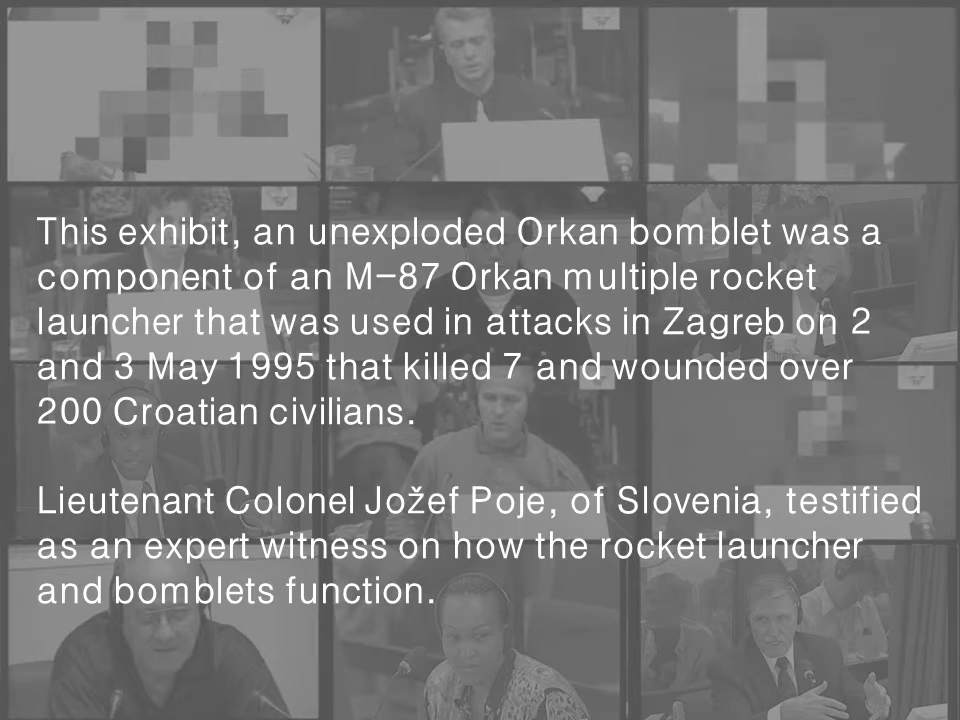 This exhibit, an unexploded Orkan bomblet was a
component of an M-87 Orkan multiple rocket
launcher that was used in attacks in Zagreb on 2
and 3 May 1995 that killed 7 and wounded over
200 Croatian civilians.

Lieutenant Colonel Jožef Poje, of Slovenia, testified
as an expert witness on how the rocket launcher
and bomblets function.